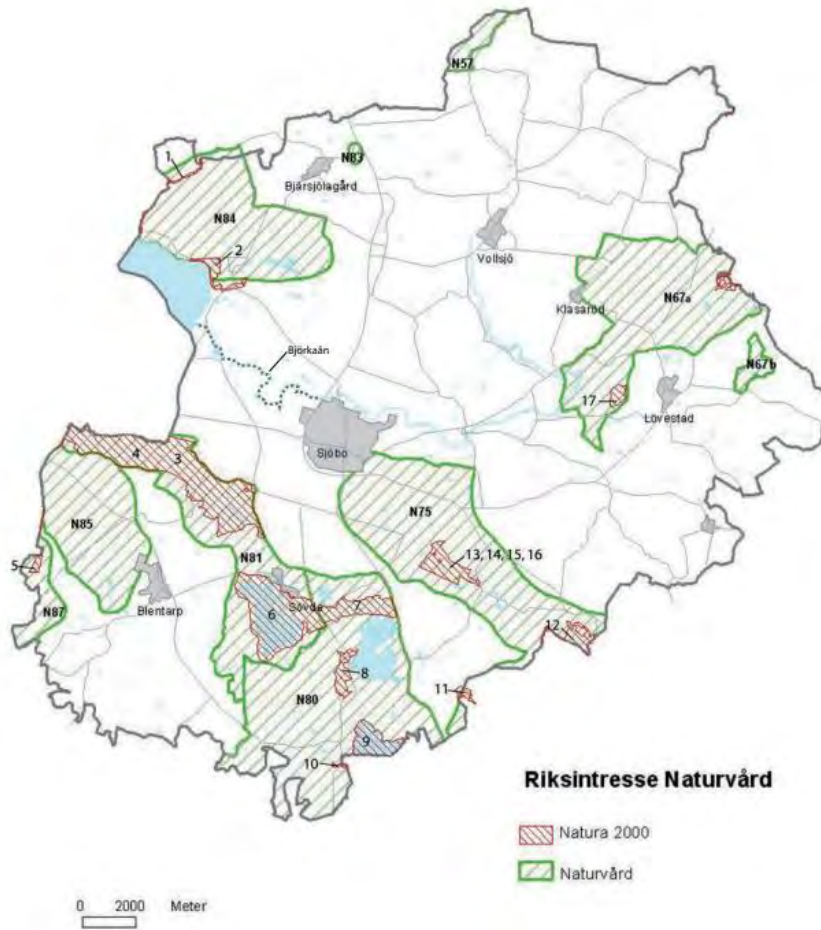 N57
1
N83
Bjärsjölagård
N84
2
Vollsjö
N67a
Klasaröd
Björkaån
N67b
17
Lövestad
4
3
Sjöbo
N85
N75
13, 14, 15, 16
N81
5
Blentarp
Sövde
N87
6
7
12
8
11
N80
9
10
Riksintresse Naturvård
Natura 2000
Naturvård
0 2000 Meter